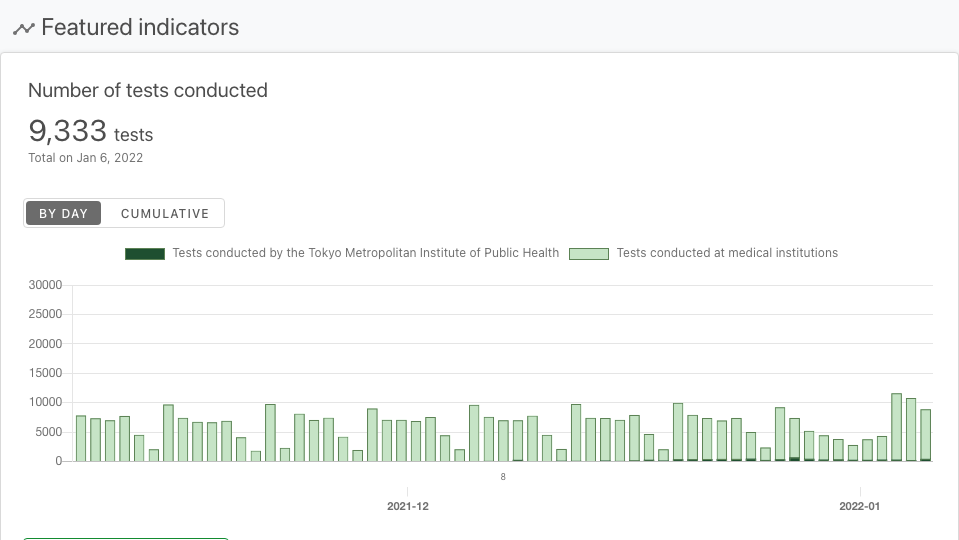 Featured indicators
Number of tests conducted
9,333 tests
Total on Jan 6, 2022
BY DAY
CUMULATIVE
Tests conducted by the Tokyo Metropolitan Institute of Public Health
Tests conducted at medical institutions
30000
25000
20000
15000
10000
5000
0
8
2021-12
2022-01